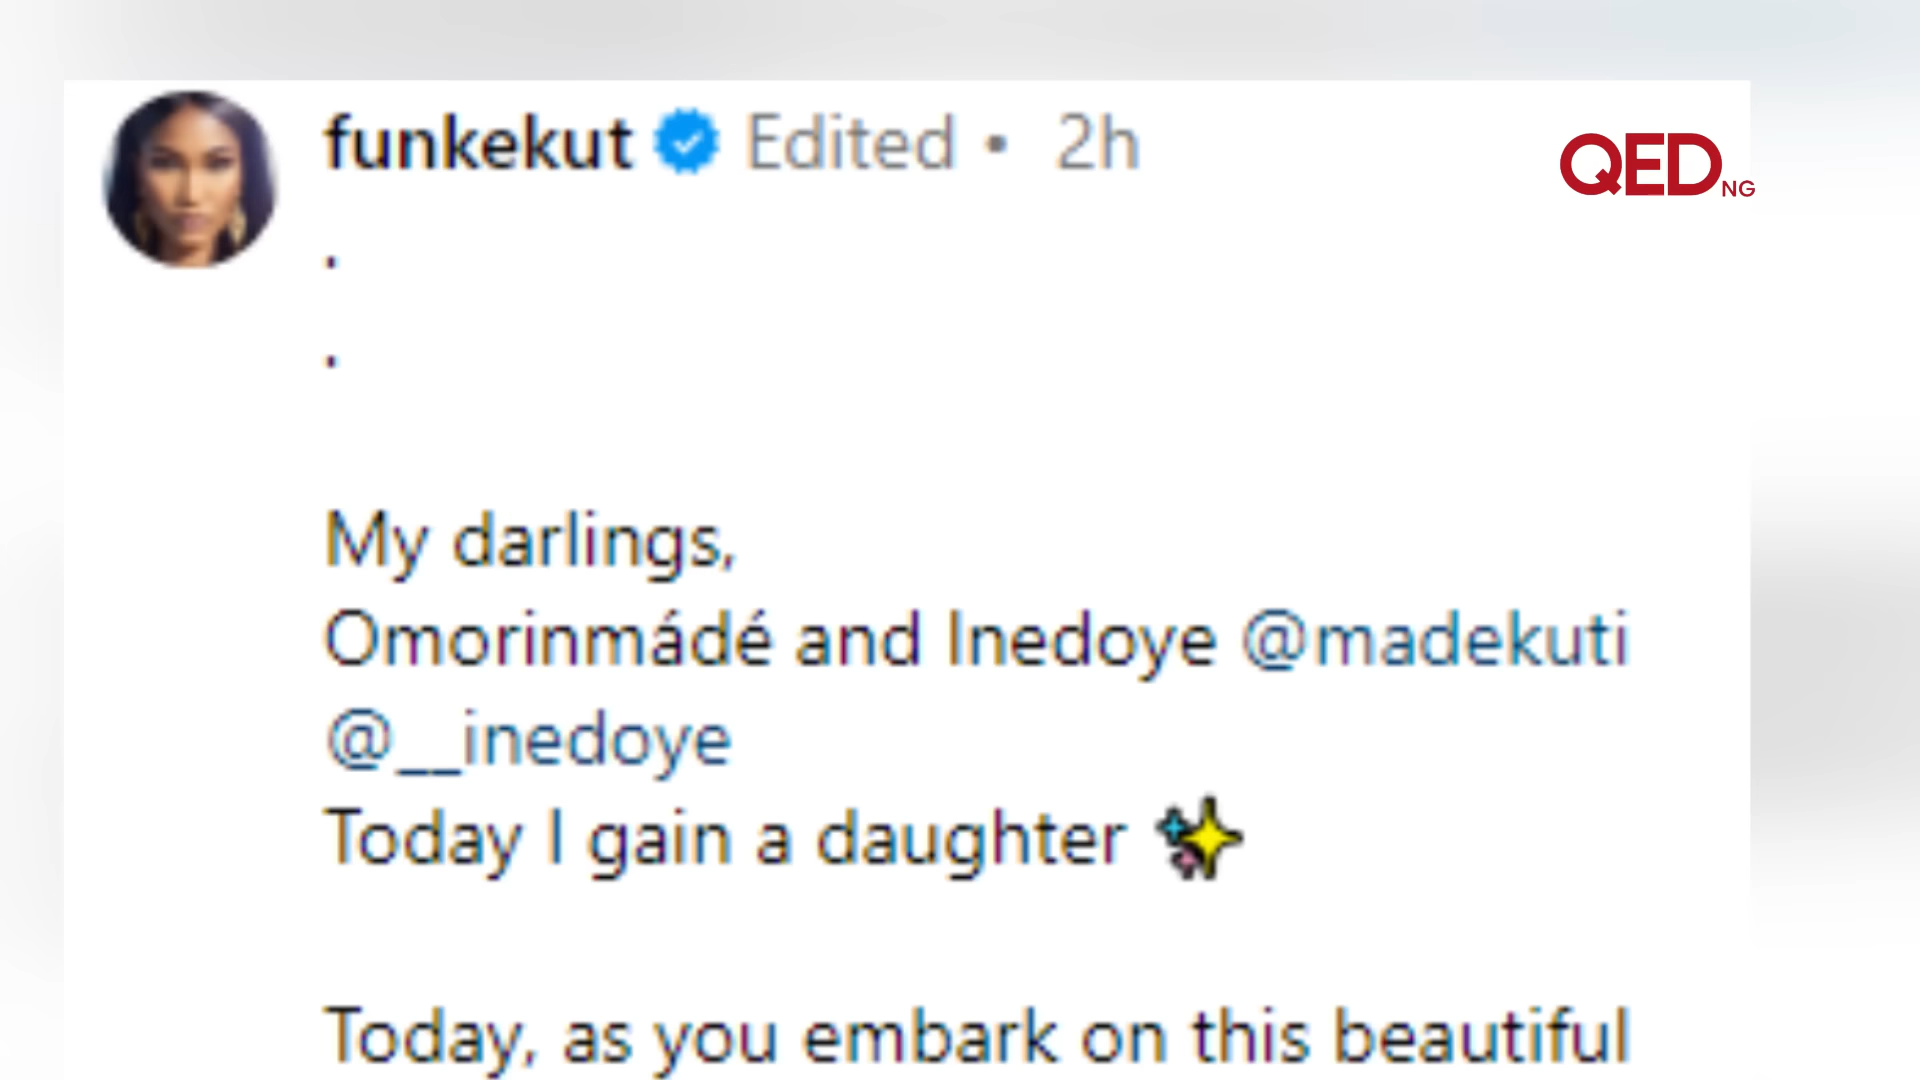 funkekut Edited • 2h
QED NG
.
.
My darlings,
Omorinmádé and Inedoye @madekuti
@__inedoye
Today I gain a daughter ✨
Today, as you embark on this beautiful